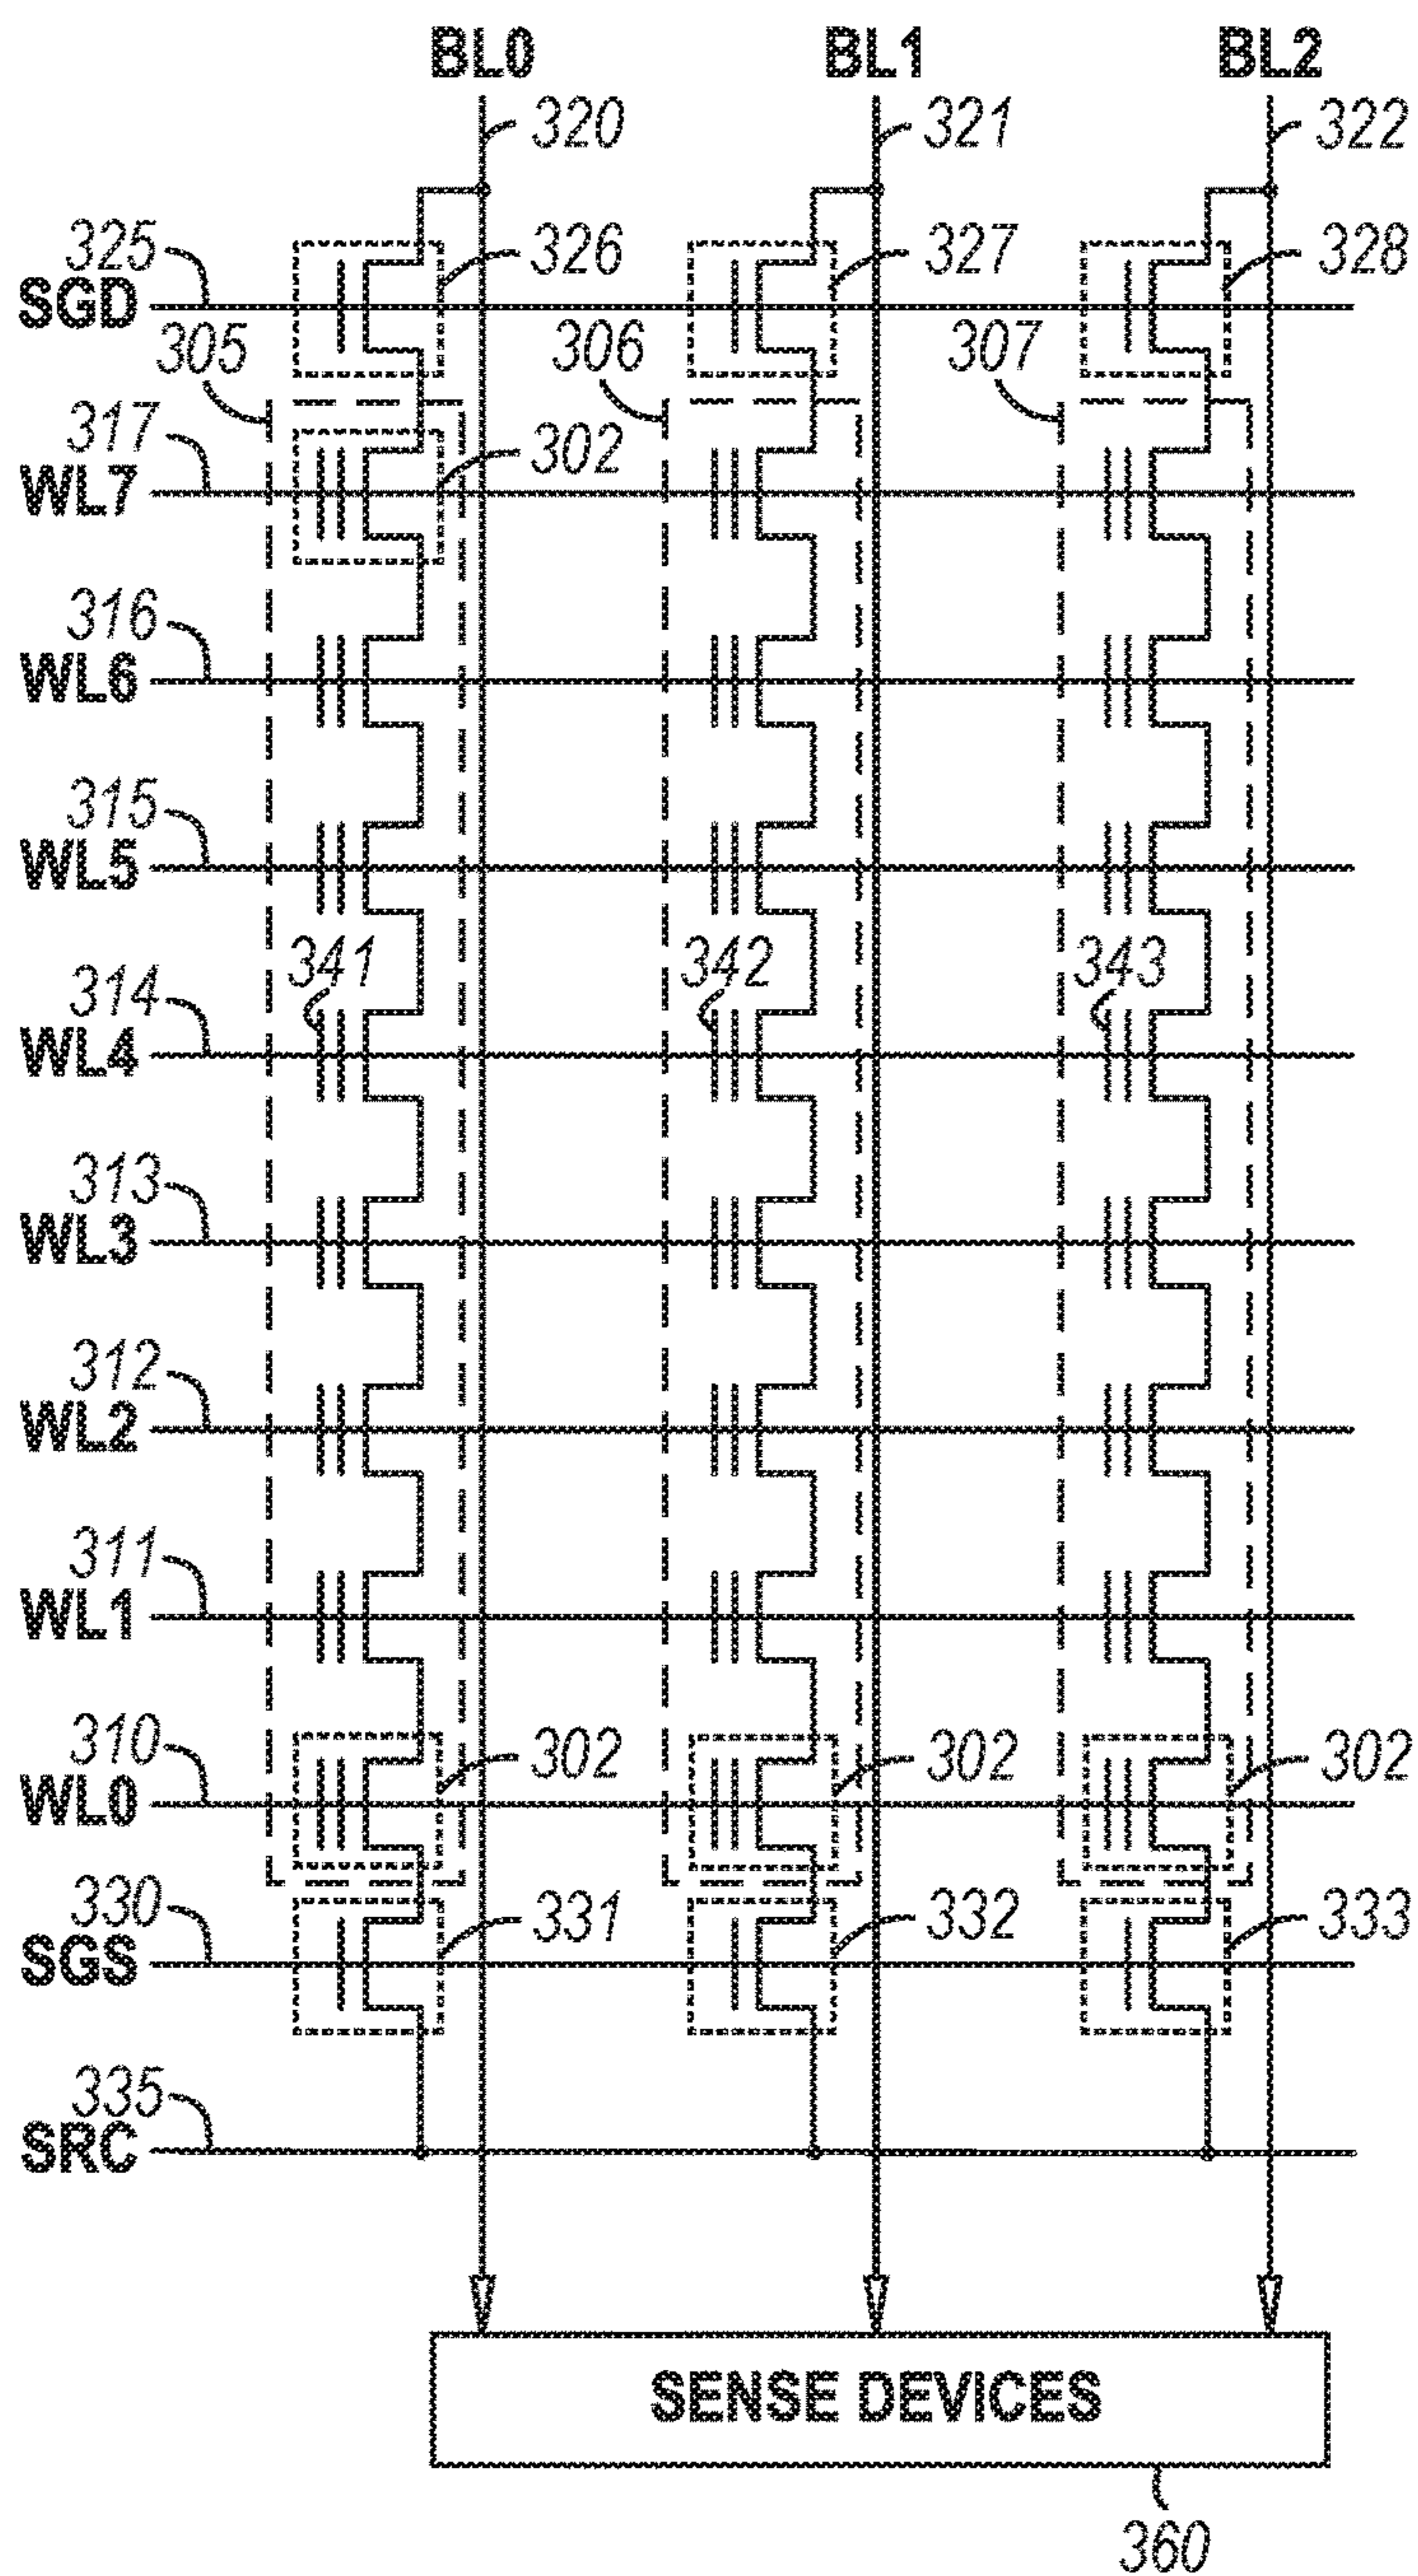 BL0 BL1 BL2
320 321 322
325 326 327 328
SGD
305 306 307
317 302
WL7
316
WL6
315
WL5
341 342 343
314
WL4
313
WL3
312
WL2
311
WL1
310 302 302 302
WL0
330 331 332 333
SGS
335
SRC
SENSE DEVICES
360